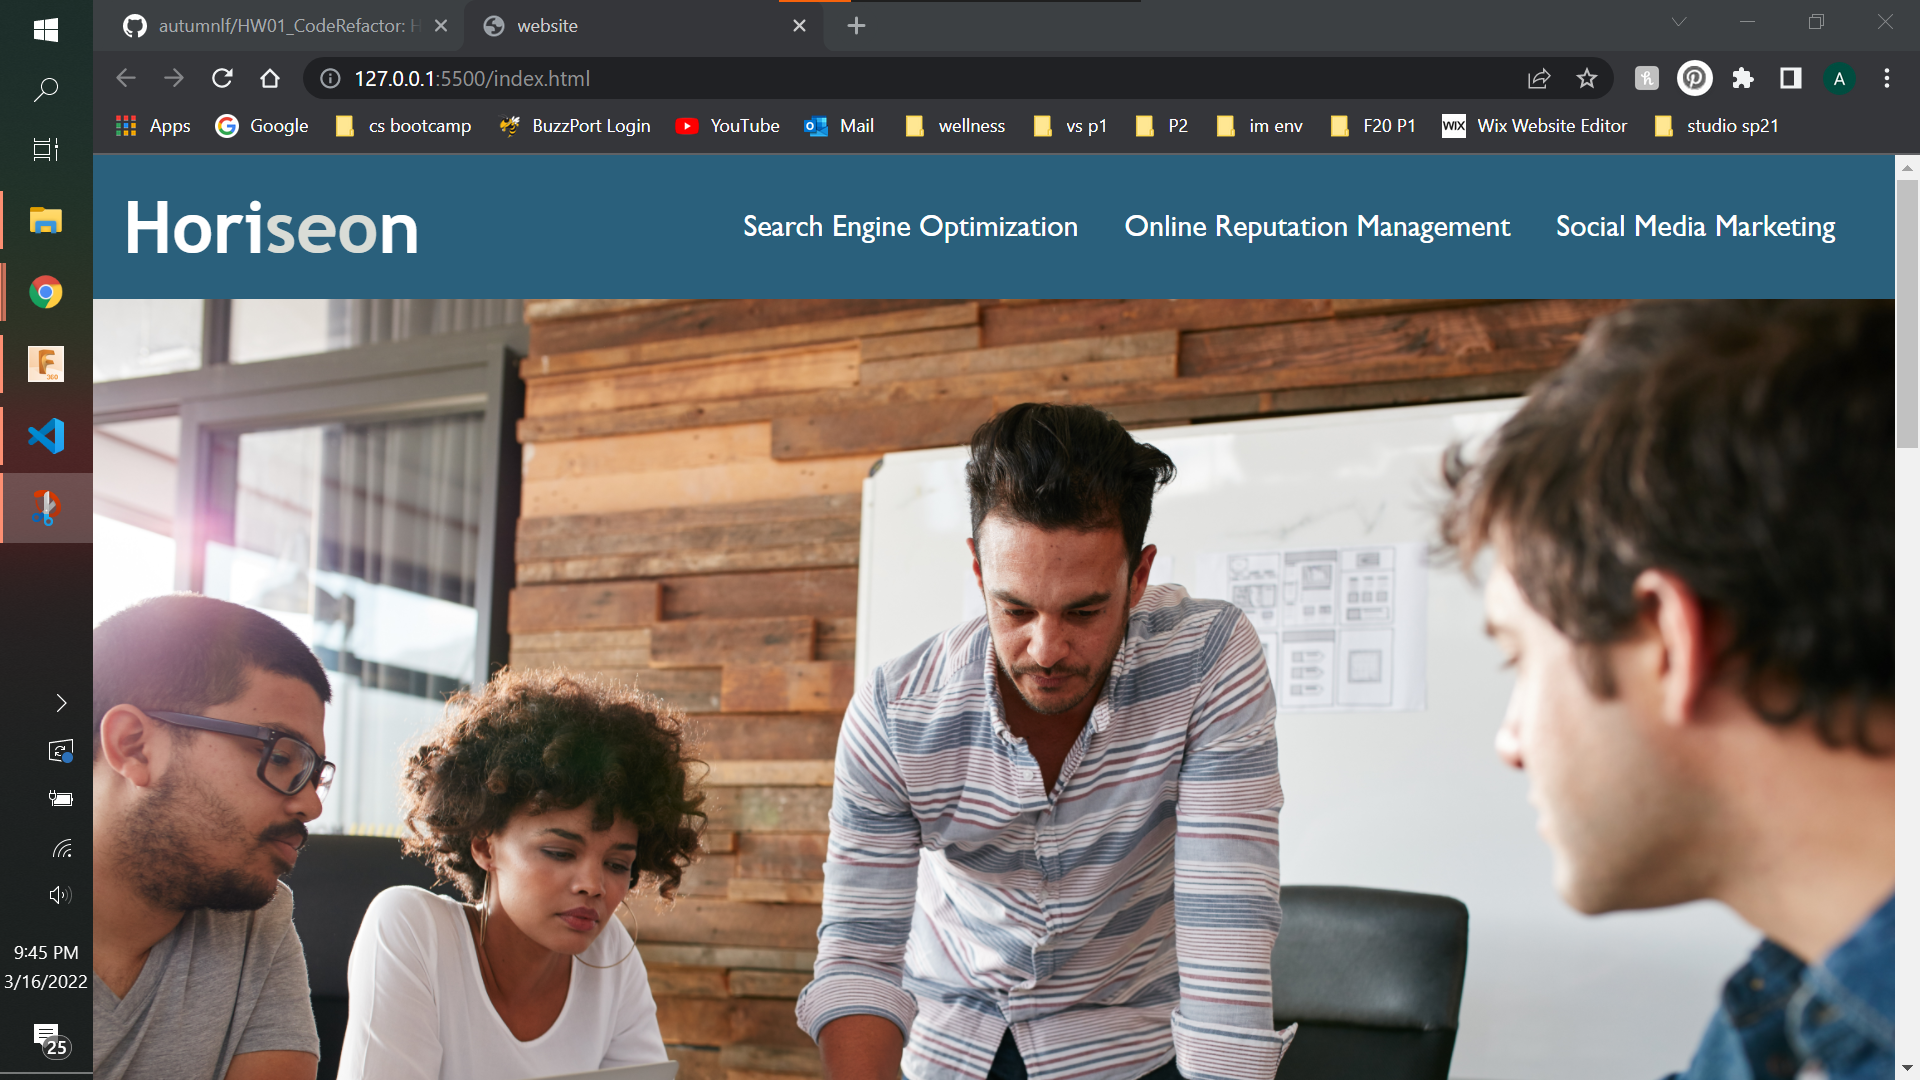 autumnlf/HW01_CodeRefactor: H
website
127.0.0.1:5500/index.html
A
Apps
Google
cs bootcamp
BuzzPort Login
YouTube
Mail
wellness
vs p1
P2
im env
F20 P1
WIX
Wix Website Editor
studio sp21
Horiseon
Search Engine Optimization
Online Reputation Management
Social Media Marketing
F
360
9:45 PM
3/16/2022
25